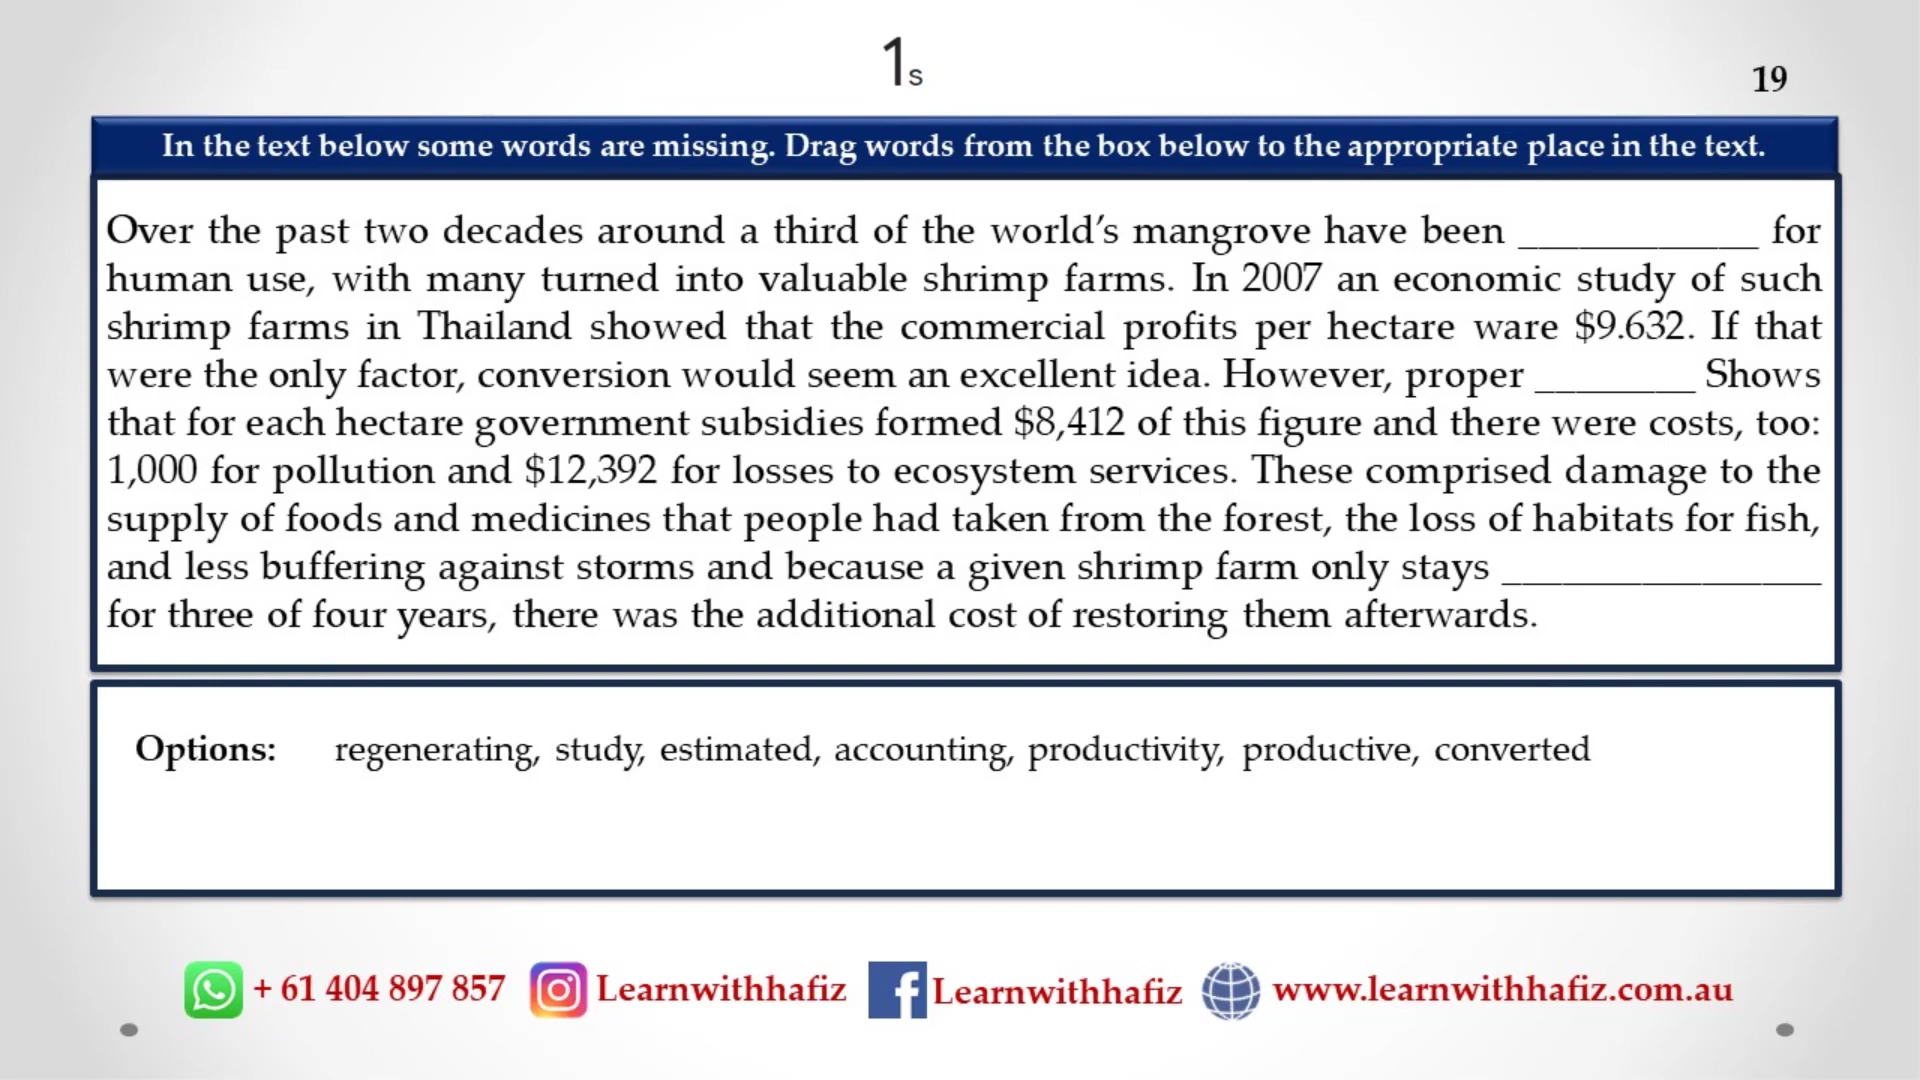 1s
19
In the text below some words are missing. Drag words from the box below to the appropriate place in the text.
Over the past two decades around a third of the world’s mangrove have been ____________ for
human use, with many turned into valuable shrimp farms. In 2007 an economic study of such
shrimp farms in Thailand showed that the commercial profits per hectare ware $9.632. If that
were the only factor, conversion would seem an excellent idea. However, proper ________ Shows
that for each hectare government subsidies formed $8,412 of this figure and there were costs, too:
1,000 for pollution and $12,392 for losses to ecosystem services. These comprised damage to the
supply of foods and medicines that people had taken from the forest, the loss of habitats for fish,
and less buffering against storms and because a given shrimp farm only stays ________________
for three of four years, there was the additional cost of restoring them afterwards.
Options: regenerating, study, estimated, accounting, productivity, productive, converted
+ 61 404 897 857 Learnwithhafiz Learnwithhafiz www.learnwithhafiz.com.au